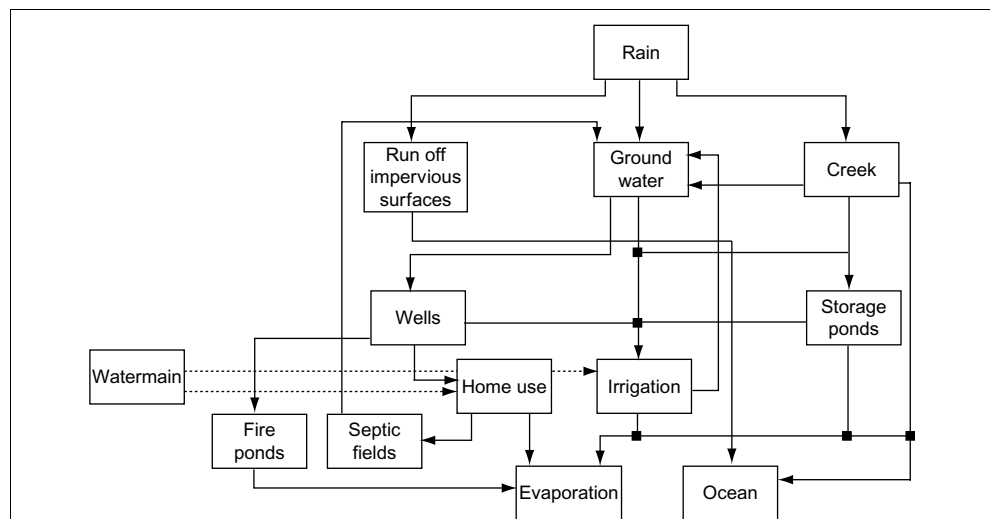 Rain
Run off
impervious
surfaces
Ground
water
Creek
Wells
Storage
ponds
Watermain
Home use
Irrigation
Fire
ponds
Septic
fields
Evaporation
Ocean